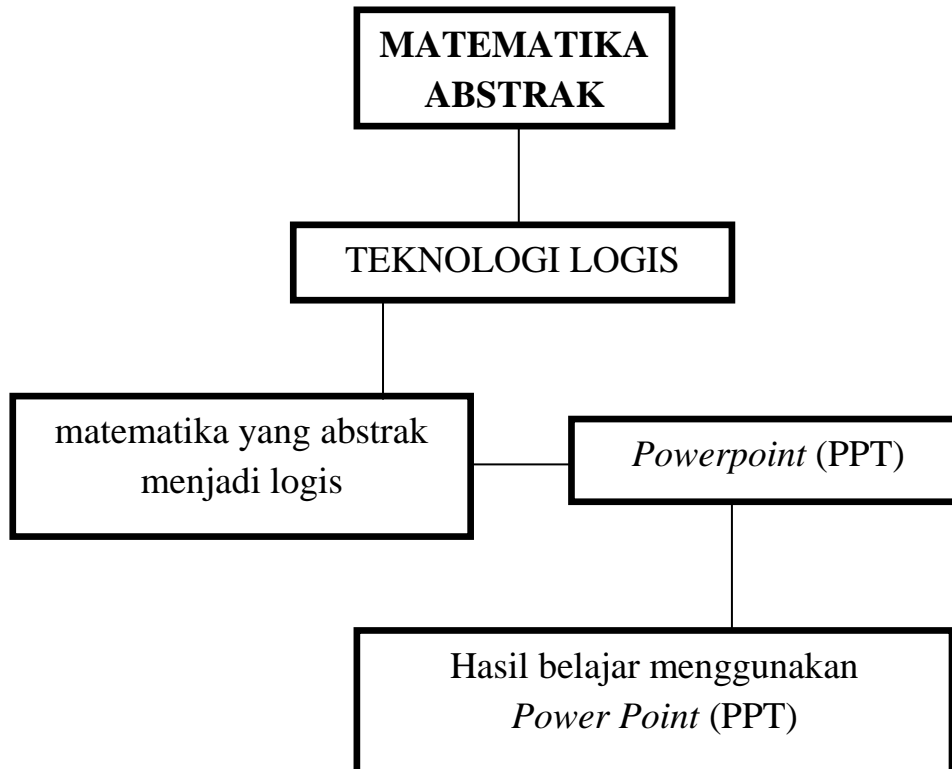 MATEMATIKA
ABSTRAK
TEKNOLOGI LOGIS
matematika yang abstrak
menjadi logis
Powerpoint (PPT)
Hasil belajar menggunakan
Power Point (PPT)